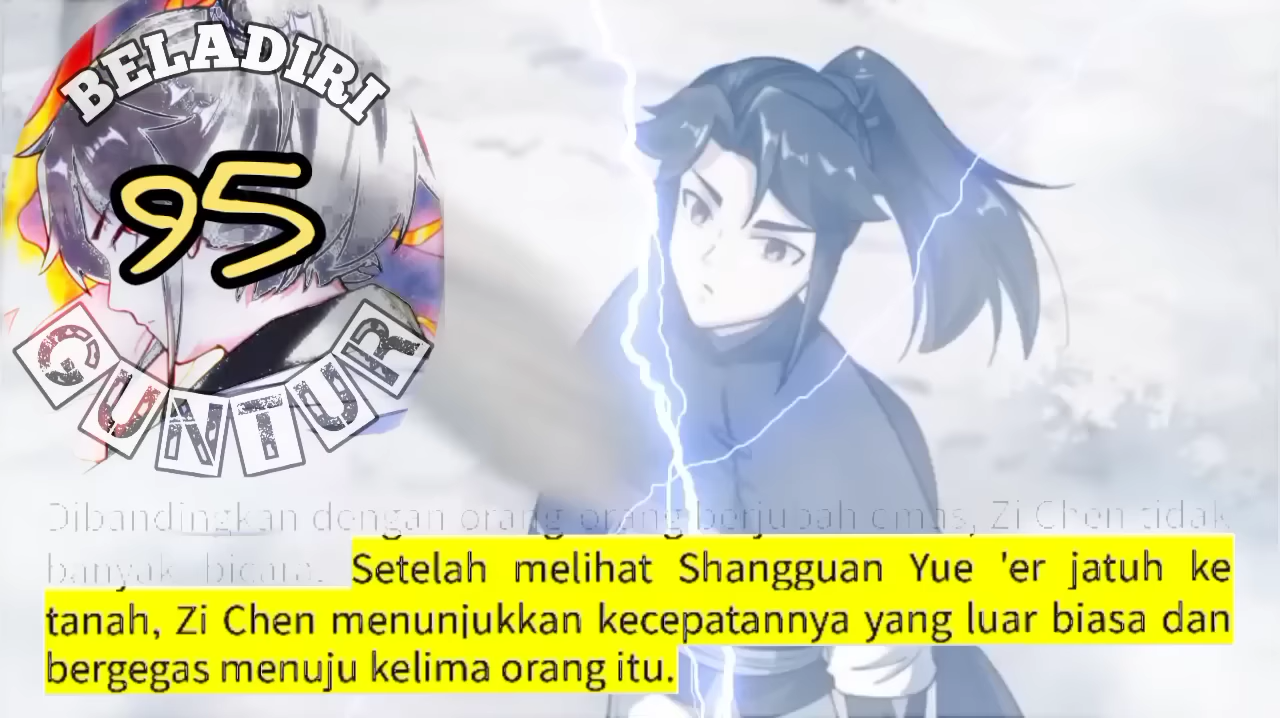 BELADIRI
95
GUNTUR
Dibandingkan dengan orang orang berjubah emas, Zi Chen tidak
banyak bicara. Setelah melihat Shangguan Yue 'er jatuh ke
tanah, Zi Chen menunjukkan kecepatannya yang luar biasa dan
bergegas menuju kelima orang itu.